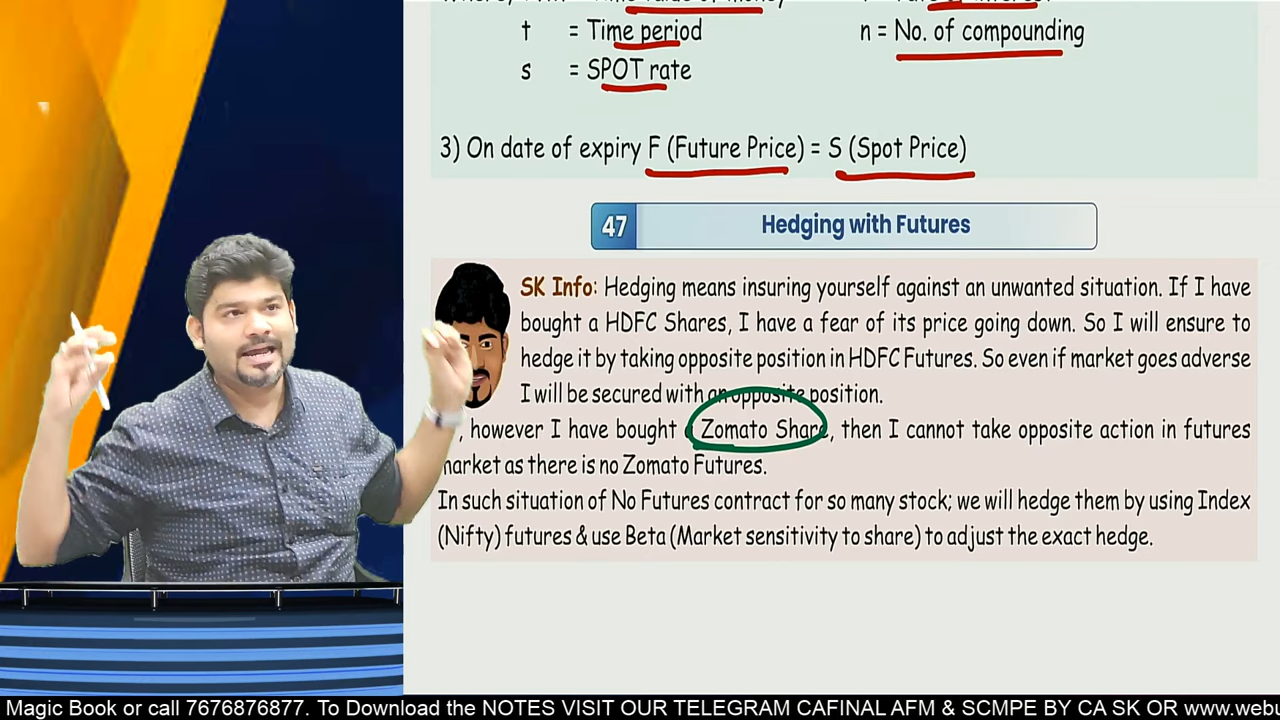 t = Time period n = No. of compounding
s = SPOT rate
3) On date of expiry F (Future Price) = S (Spot Price)
47 Hedging with Futures
SK Info: Hedging means insuring yourself against an unwanted situation. If I have
bought a HDFC Shares, I have a fear of its price going down. So I will ensure to
hedge it by taking opposite position in HDFC Futures. So even if market goes adverse
I will be secured with an opposite position.
, however I have bought a Zomato Share, then I cannot take opposite action in futures
market as there is no Zomato Futures.
In such situation of No Futures contract for so many stock; we will hedge them by using Index
(Nifty) futures & use Beta (Market sensitivity to share) to adjust the exact hedge.
Magic Book or call 7676876877. To Download the NOTES VISIT OUR TELEGRAM CAFINAL AFM & SCMPE BY CA SK OR www.webu